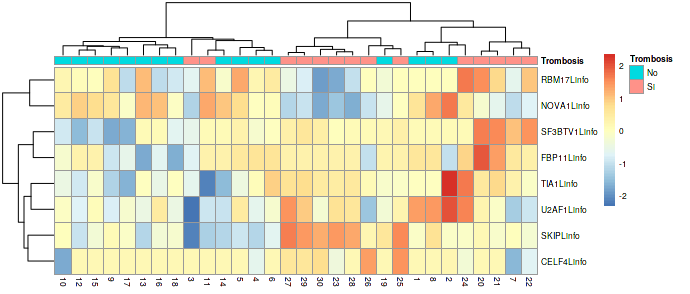 Trombosis
RBM17Linfo
NOVA1Linfo
SF3BTV1Linfo
FBP11Linfo
TIA1Linfo
U2AF1Linfo
SKIPLinfo
CELF4Linfo
10 12 15 9 17 13 16 18 3 11 14 5 4 6 27 29 30 23 28 26 19 25 1 8 2 24 20 21 7 22
2
1
0
-1
-2
Trombosis
No
SI